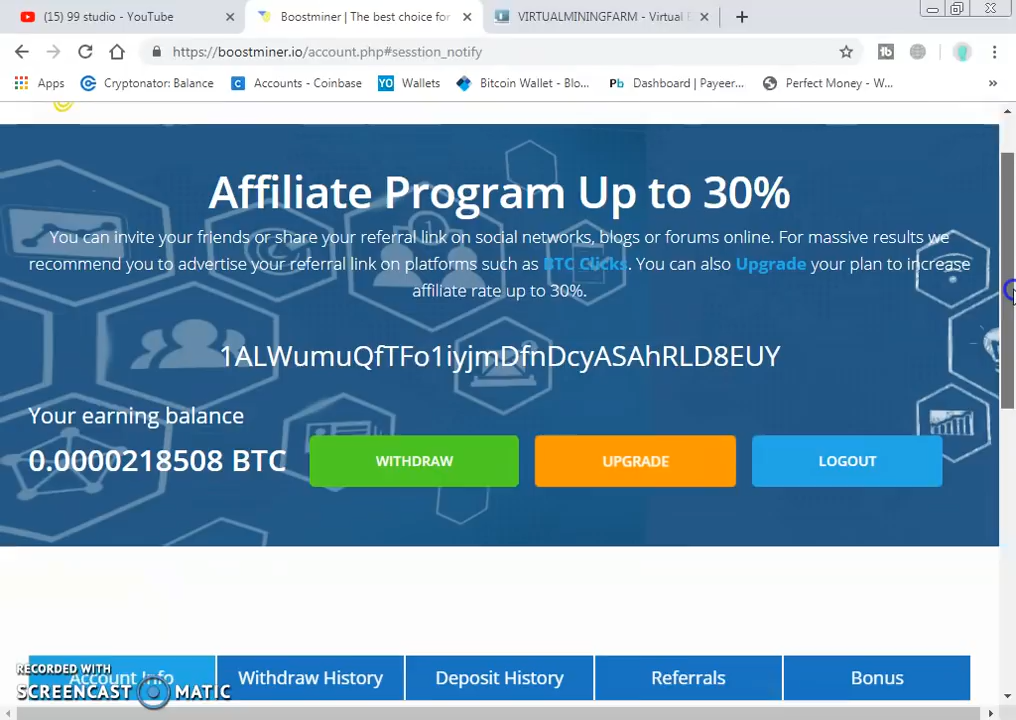 (15) 99 studio - YouTube
Boostminer | The best choice for
VIRTUALMININGFARM - Virtual
https://boostminer.io/account.php#sesstion_notify
Apps
Cryptonator: Balance
Accounts - Coinbase
YO Wallets
Bitcoin Wallet - Blo...
Pb Dashboard | Payeer...
Perfect Money - W...
»
Affiliate Program Up to 30%
You can invite your friends or share your referral link on social networks, blogs or forums online. For massive results we
recommend you to advertise your referral link on platforms such as BTC Clicks. You can also Upgrade your plan to increase
affiliate rate up to 30%.
1ALWumuQfTFo1iyjmDfnDcyASAhRLD8EUY
Your earning balance
0.0000218508 BTC
WITHDRAW
UPGRADE
LOGOUT
Account Info
Withdraw History
Deposit History
Referrals
Bonus
RECORDED WITH
SCREENCAST MATIC